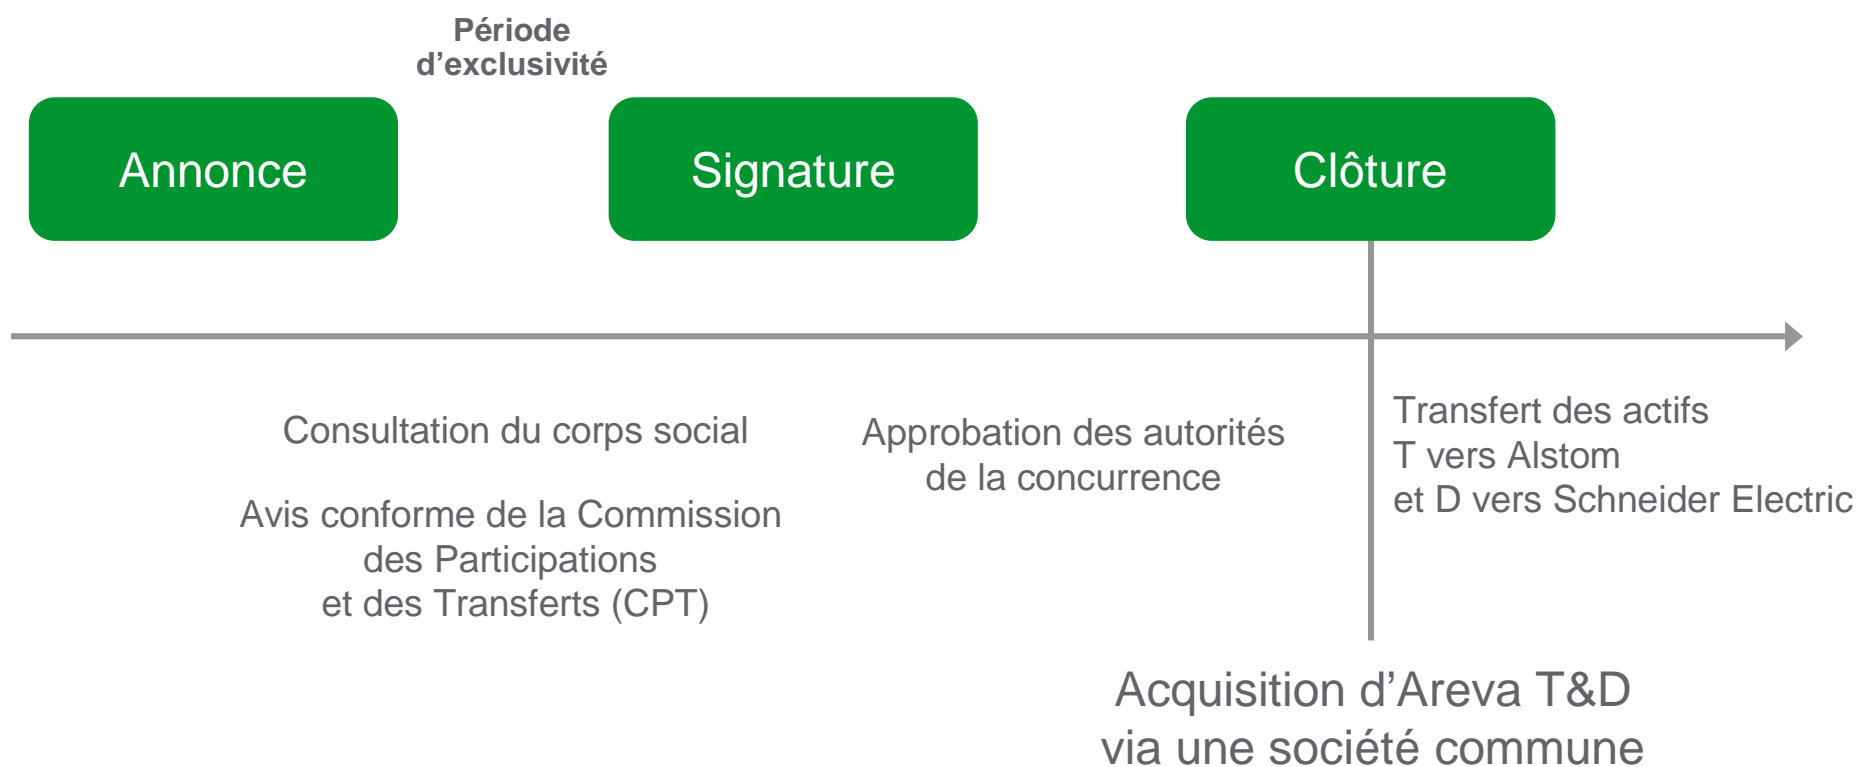 Période
d’exclusivité
Annonce
Signature
Clôture
Consultation du corps social
Avis conforme de la Commission
des Participations
et des Transferts (CPT)
Approbation des autorités
de la concurrence
Transfert des actifs
T vers Alstom
et D vers Schneider Electric
Acquisition d’Areva T&D
via une société commune